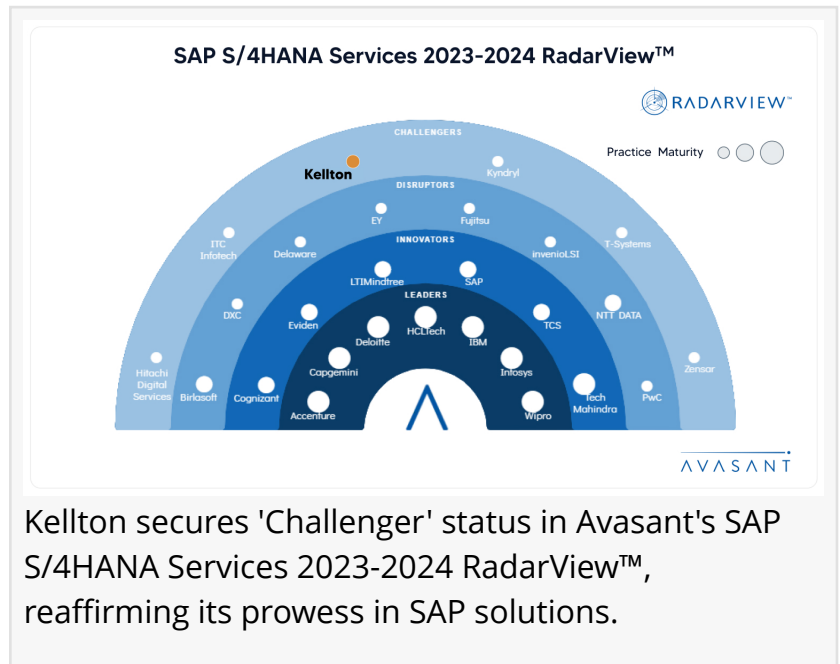 SAP S/4HANA Services 2023-2024 RadarView™
RADARVIEW™
Practice Maturity
CHALLENGERS
Kellton
Kyndryl
ITC
Infotech
T-Systems
Hitachi
Digital
Services
Zensar
DISRUPTORS
EY
Fujitsu
Delaware
invenioLSI
DXC
NTT DATA
Birlasoft
PwC
INNOVATORS
LTIMindtree
SAP
Eviden
TCS
Cognizant
Tech
Mahindra
LEADERS
HCLTech
Deloitte
IBM
Capgemini
Infosys
Accenture
Wipro
AVASANT
Kellton secures 'Challenger' status in Avasant's SAP
S/4HANA Services 2023-2024 RadarView™,
reaffirming its prowess in SAP solutions.